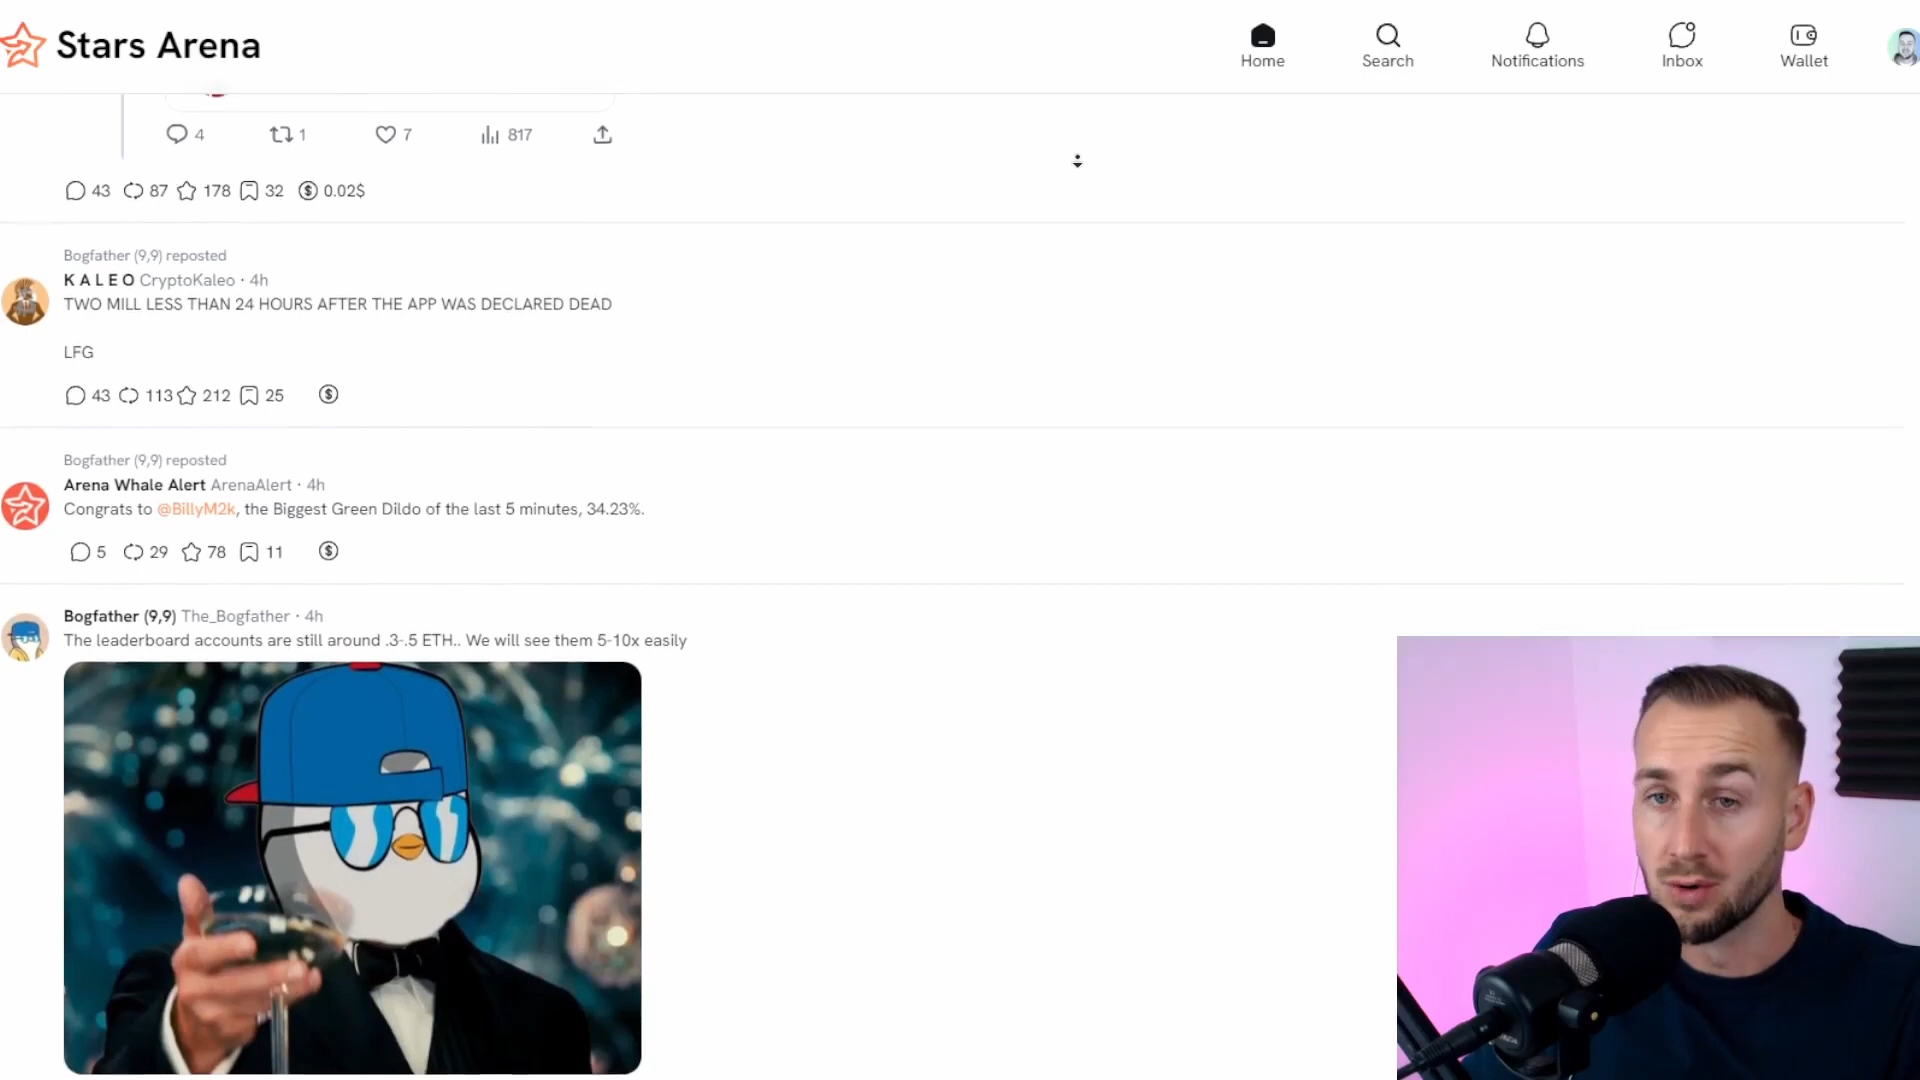 Stars Arena
Home
Search
Notifications
Inbox
Wallet
4 1 7 817
43 87 178 32 0.02$
Bogfather (9,9) reposted
K A L E O CryptoKaleo · 4h
TWO MILL LESS THAN 24 HOURS AFTER THE APP WAS DECLARED DEAD
LFG
43 113 212 25
Bogfather (9,9) reposted
Arena Whale Alert ArenaAlert · 4h
Congrats to @BillyM2k, the Biggest Green Dildo of the last 5 minutes, 34.23%.
5 29 78 11
Bogfather (9,9) The_Bogfather · 4h
The leaderboard accounts are still around .3-.5 ETH.. We will see them 5-10x easily